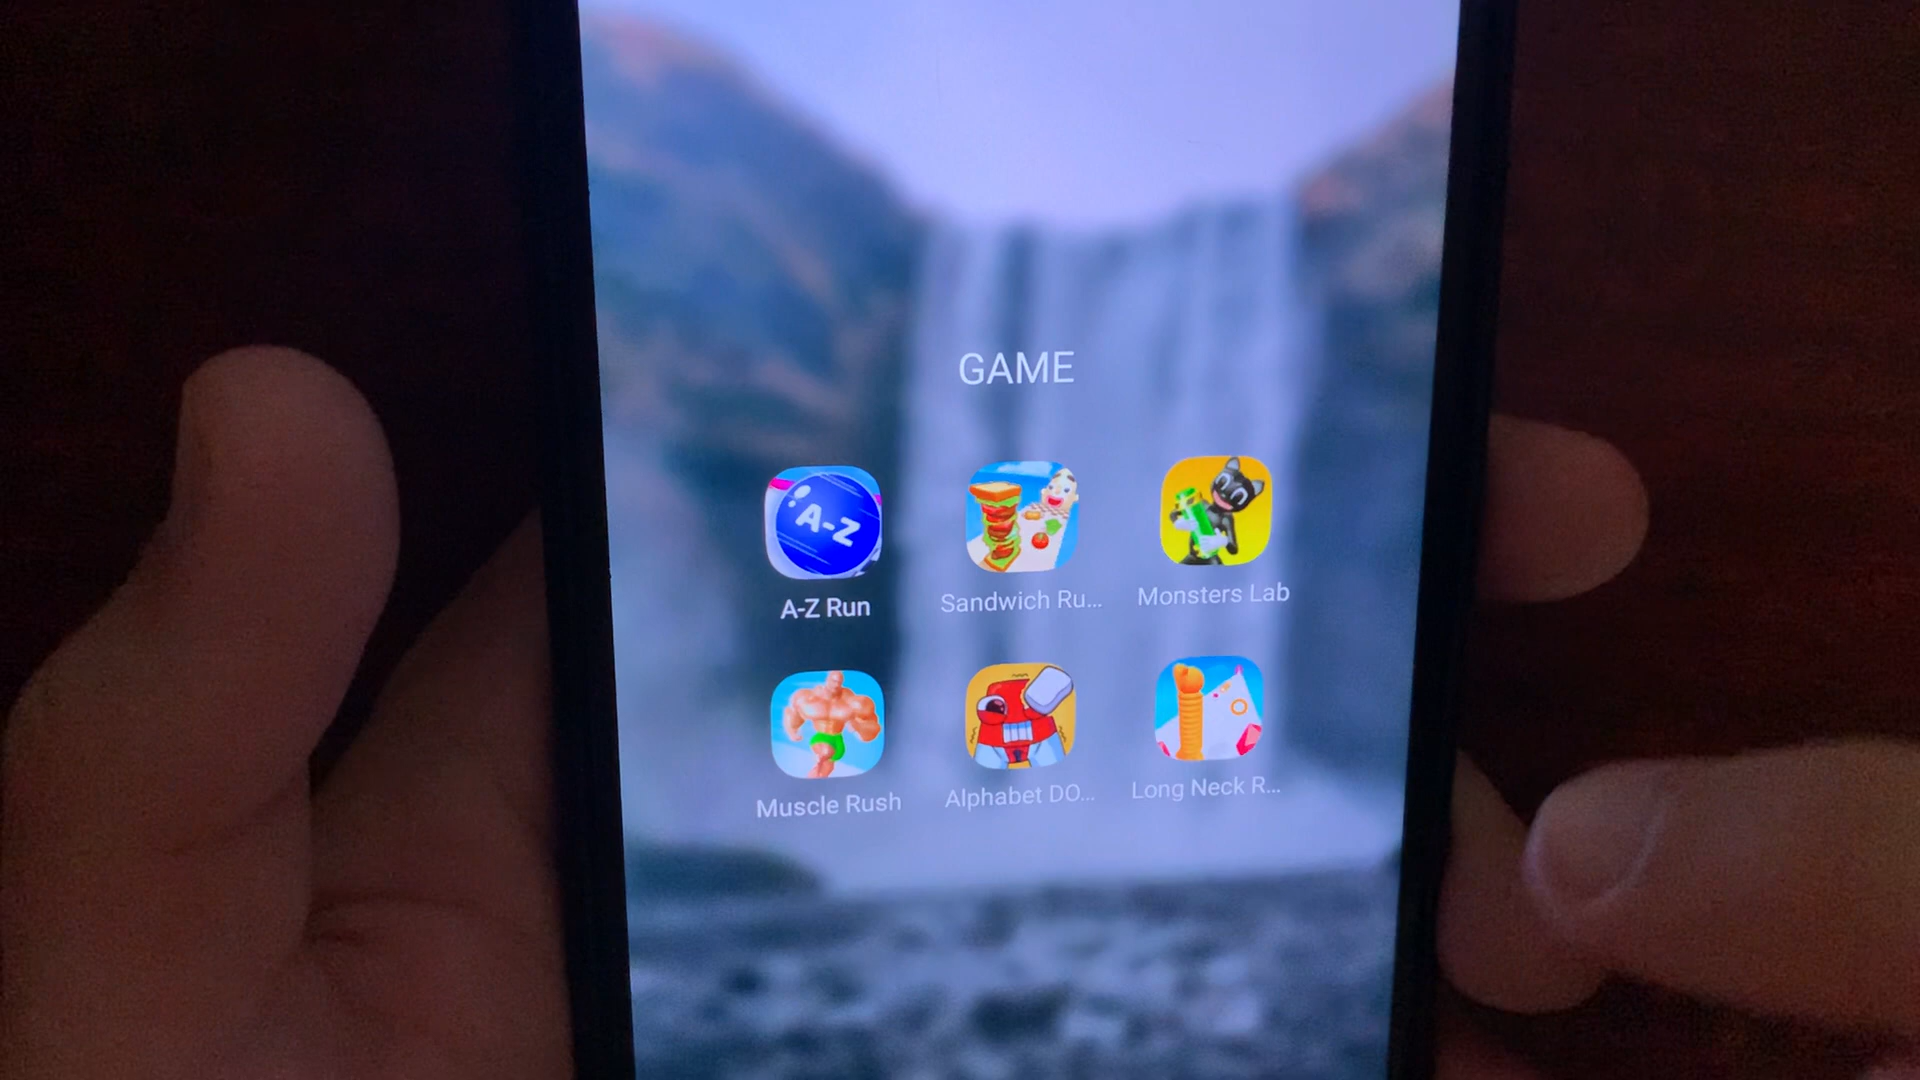 GAME
A-Z
A-Z Run
Sandwich Ru...
Monsters Lab
Muscle Rush
Alphabet DO...
Long Neck R...